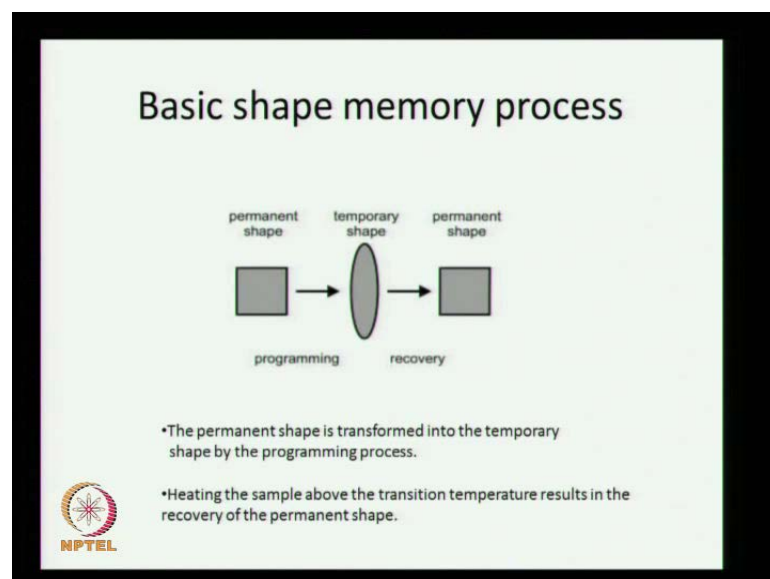 Basic shape memory process
permanent temporary permanent
shape shape shape
programming recovery
•The permanent shape is transformed into the temporary
shape by the programming process.
•Heating the sample above the transition temperature results in the
recovery of the permanent shape.
NPTEL